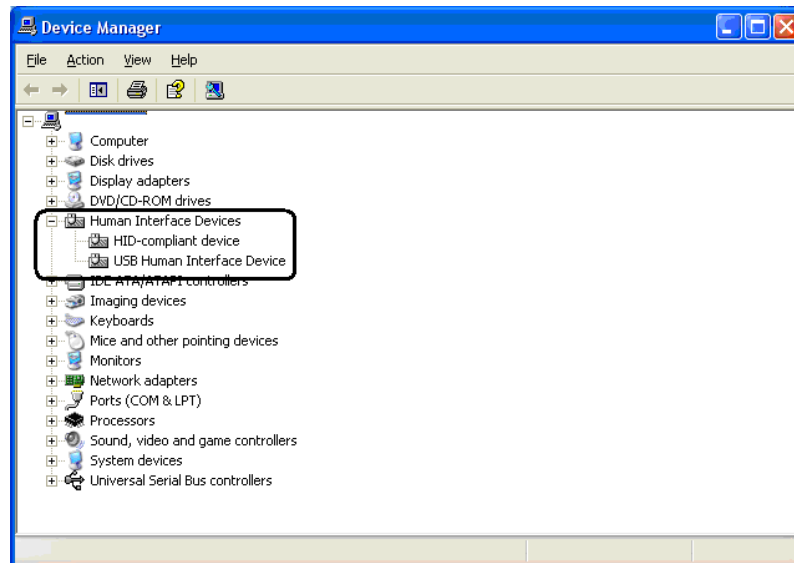 Device Manager
File Action View Help
Computer
Disk drives
Display adapters
DVD/CD-ROM drives
Human Interface Devices
HID-compliant device
USB Human Interface Device
IDE ATA/ATAPI controllers
Imaging devices
Keyboards
Mice and other pointing devices
Monitors
Network adapters
Ports (COM & LPT)
Processors
Sound, video and game controllers
System devices
Universal Serial Bus controllers